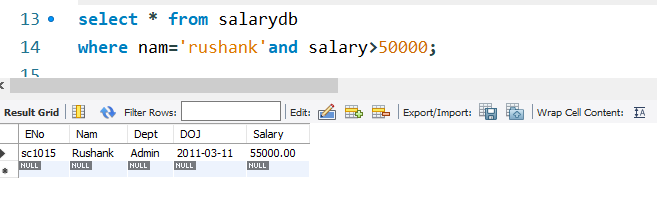 13 select * from salarydb
14 where nam='rushank'and salary>50000;
15
Result Grid Filter Rules: Edit: Export/Import: Wrap Cell Content:
ENo Nam Dept DOJ Salary
sc1015 Rushank Admin 2011-03-11 55000.00
NULL NULL NULL NULL NULL